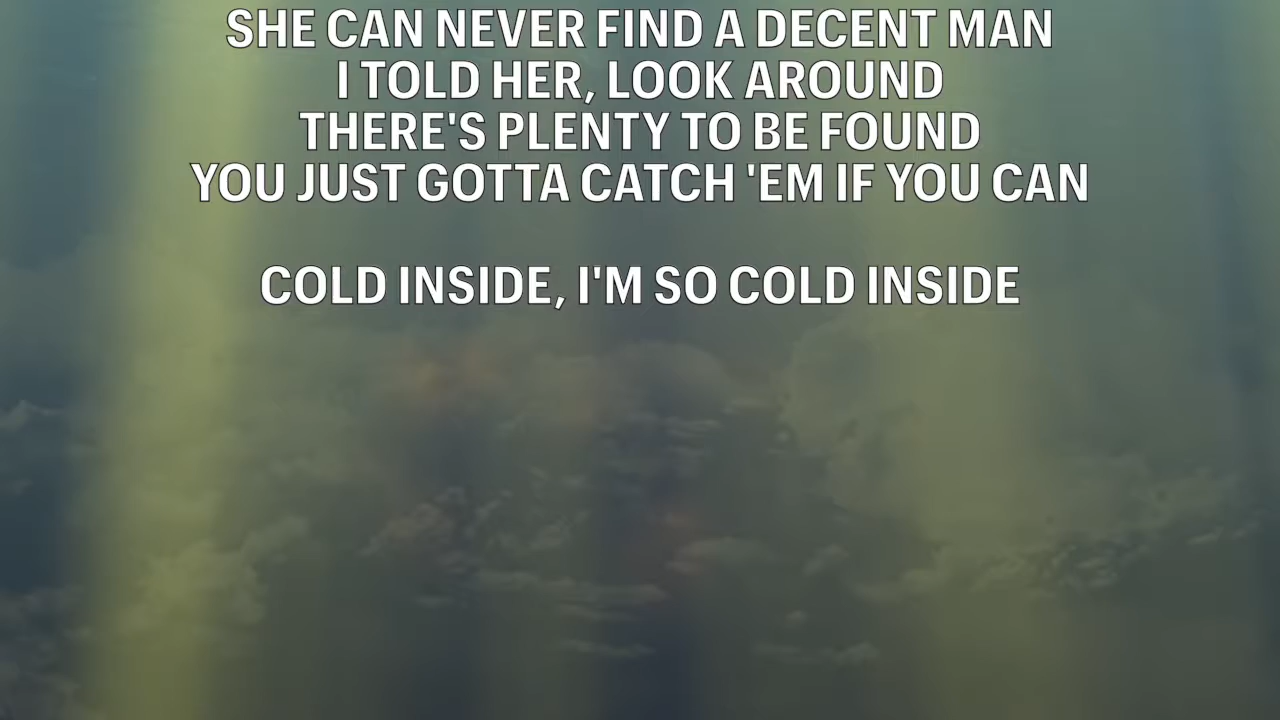 SHE CAN NEVER FIND A DECENT MAN
I TOLD HER, LOOK AROUND
THERE'S PLENTY TO BE FOUND
YOU JUST GOTTA CATCH 'EM IF YOU CAN
COLD INSIDE, I'M SO COLD INSIDE